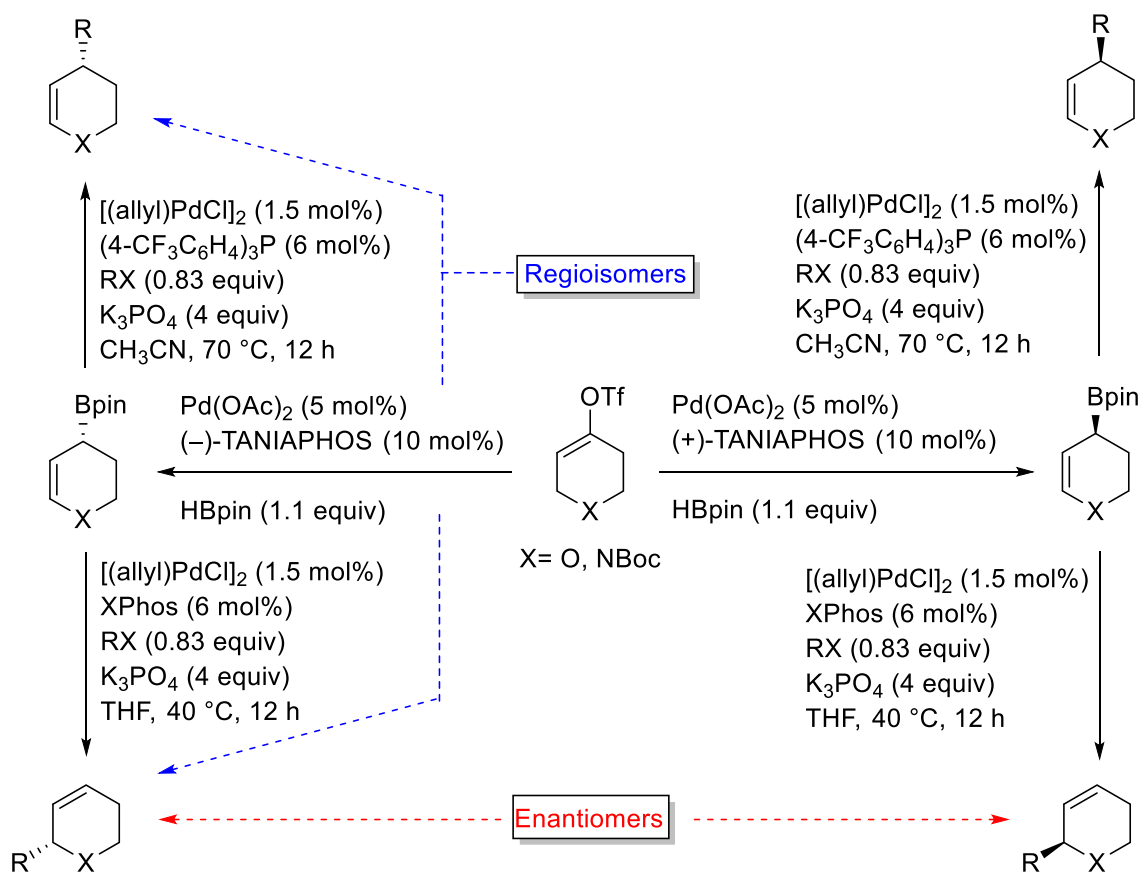 R
X
R
X
[(allyl)PdCl]2 (1.5 mol%)
(4-CF3C6H4)3P (6 mol%)
RX (0.83 equiv)
K3PO4 (4 equiv)
CH3CN, 70 °C, 12 h
Regioisomers
[(allyl)PdCl]2 (1.5 mol%)
(4-CF3C6H4)3P (6 mol%)
RX (0.83 equiv)
K3PO4 (4 equiv)
CH3CN, 70 °C, 12 h
Bpin
X
Pd(OAc)2 (5 mol%)
(–)-TANIAPHOS (10 mol%)
HBpin (1.1 equiv)
OTf
X
X= O, NBoc
Pd(OAc)2 (5 mol%)
(+)-TANIAPHOS (10 mol%)
HBpin (1.1 equiv)
Bpin
X
[(allyl)PdCl]2 (1.5 mol%)
XPhos (6 mol%)
RX (0.83 equiv)
K3PO4 (4 equiv)
THF, 40 °C, 12 h
[(allyl)PdCl]2 (1.5 mol%)
XPhos (6 mol%)
RX (0.83 equiv)
K3PO4 (4 equiv)
THF, 40 °C, 12 h
R
X
Enantiomers
R
X